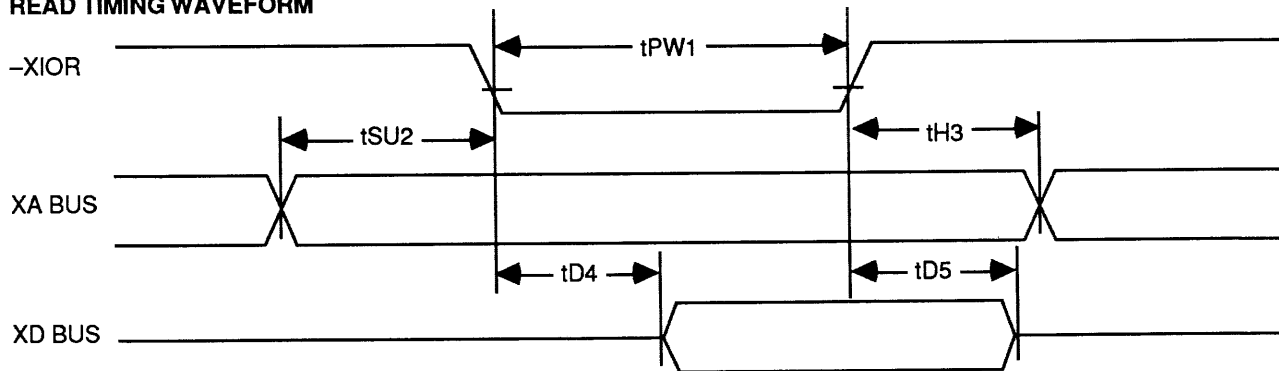 READ TIMING WAVEFORM
tPW1
–XIOR
tSU2
tH3
XA BUS
tD4
tD5
XD BUS